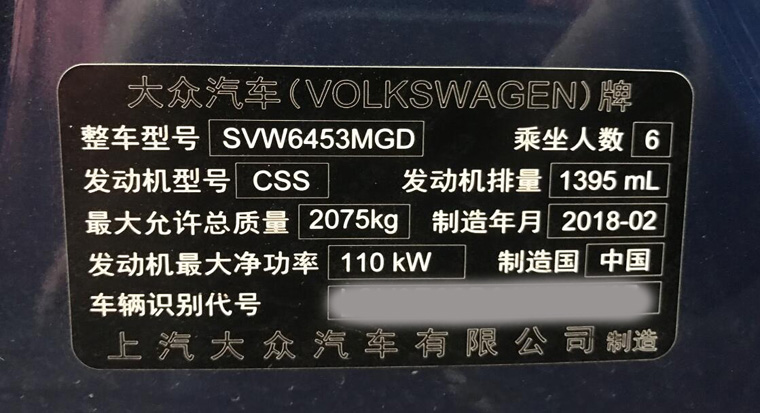 大众汽车(VOLKSWAGEN)牌
整车型号 SVW6453MGD 乘坐人数 6
发动机型号 CSS 发动机排量 1395 mL
最大允许总质量 2075kg 制造年月 2018-02
发动机最大净功率 110 kW 制造国 中国
车辆识别代号
上汽大众汽车有限公司 制造